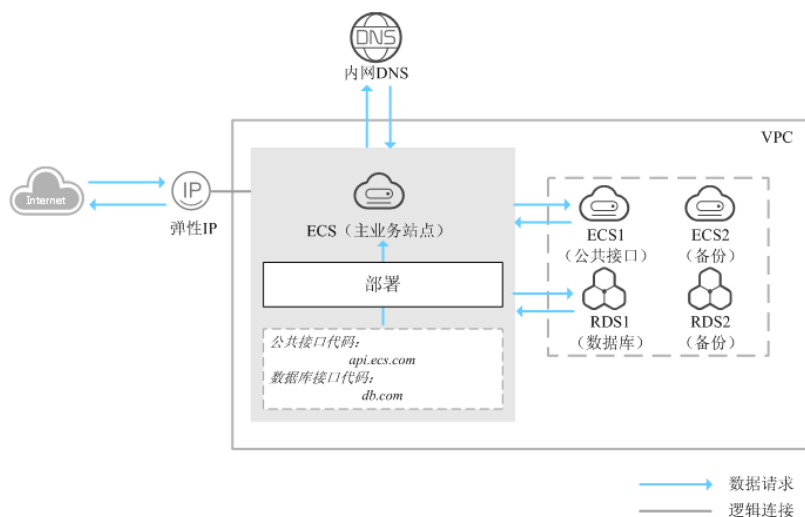 DNS
内网DNS
VPC
Internet
IP
弹性IP
ECS（主业务站点）
ECS1
（公共接口）
ECS2
（备份）
部署
RDS1
（数据库）
RDS2
（备份）
公共接口代码：
api.ecs.com
数据库接口代码：
db.com
数据请求
逻辑连接